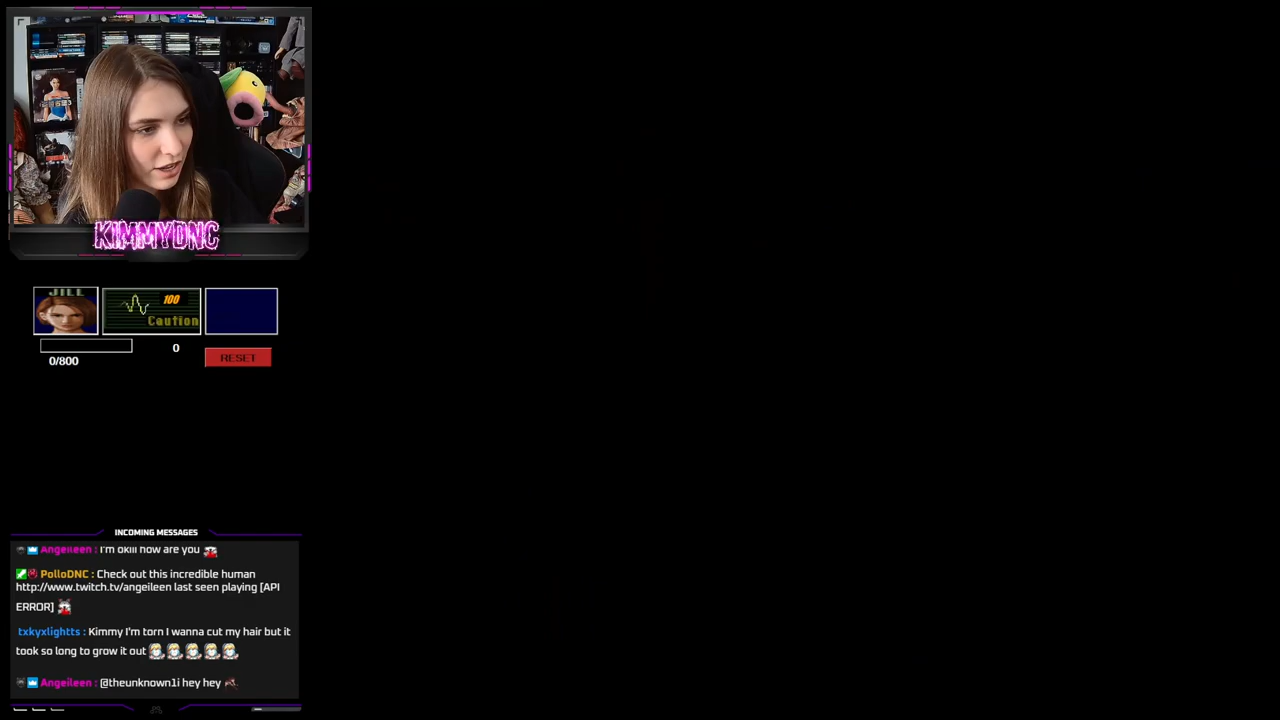 KIMMYDNC
JILL
100
Caution
0/800
0
RESET
INCOMING MESSAGES
Angeileen : I'm okiii how are you
PolloDNC : Check out this incredible human
http://www.twitch.tv/angeileen last seen playing [API
ERROR]
txkyxlightts : Kimmy I'm torn I wanna cut my hair but it
took so long to grow it out
Angeileen : @theunknown1i hey hey